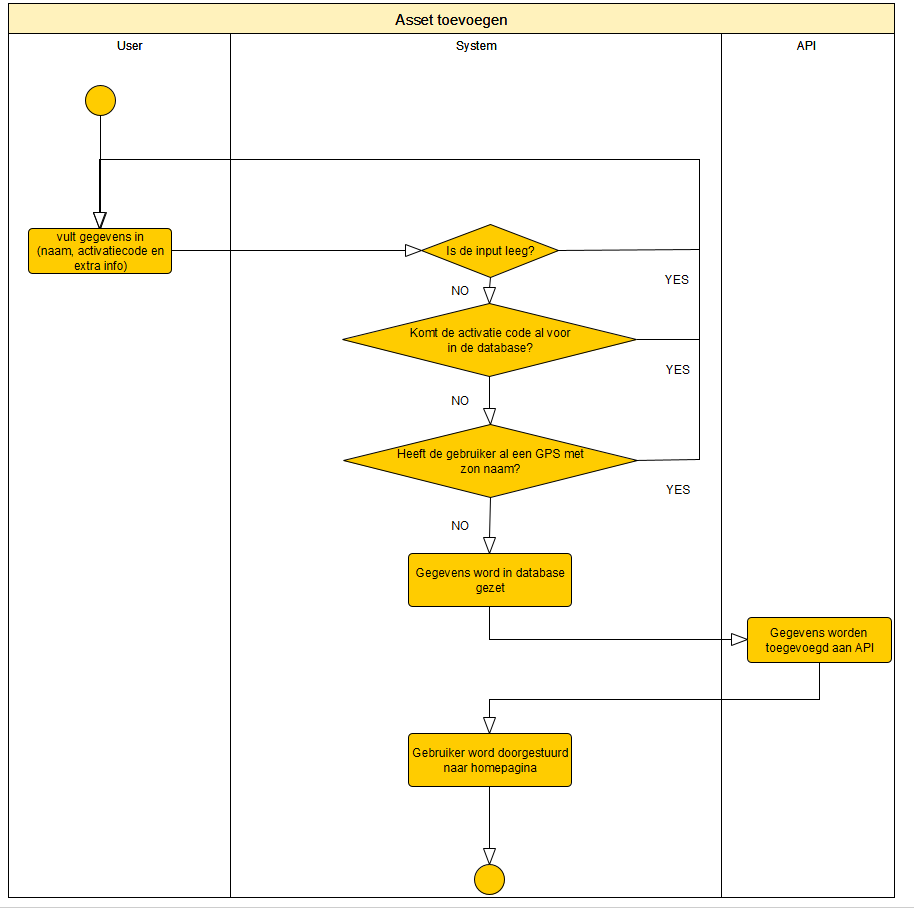 Asset toevoegen
User
System
API
vult gegevens in
(naam, activatiecode en
extra info)
Is de input leeg?
YES
NO
Komt de activatie code al voor
in de database?
YES
NO
Heeft de gebruiker al een GPS met
zon naam?
YES
NO
Gegevens word in database
gezet
Gegevens worden
toegevoegd aan API
Gebruiker word doorgestuurd
naar homepagina